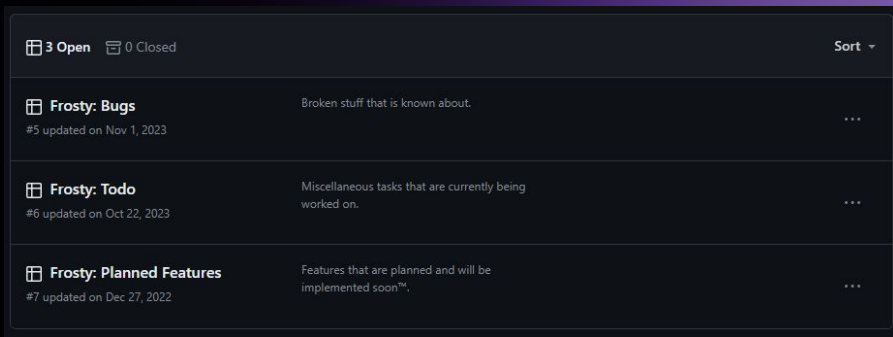 3 Open 0 Closed Sort
Frosty: Bugs
#5 updated on Nov 1, 2023
Broken stuff that is known about.
Frosty: Todo
#6 updated on Oct 22, 2023
Miscellaneous tasks that are currently being
worked on.
Frosty: Planned Features
#7 updated on Dec 27, 2022
Features that are planned and will be
implemented soon™.